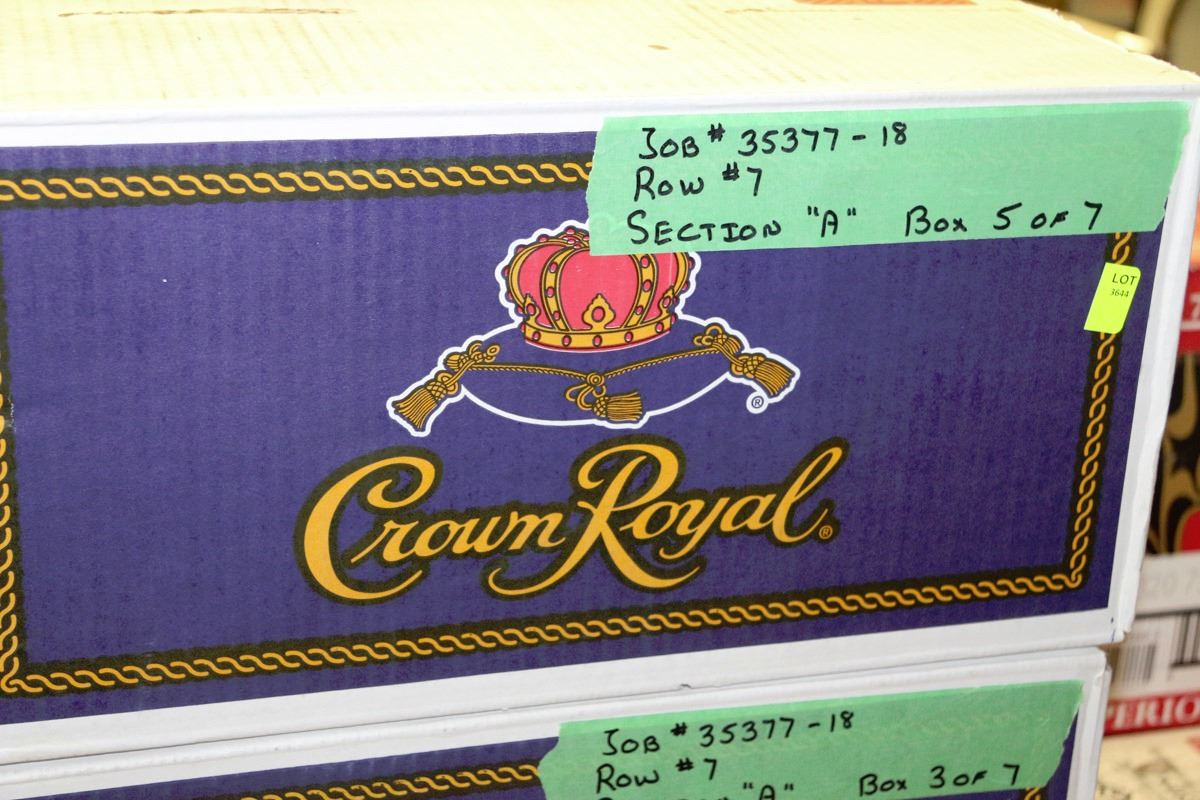 JOB # 35377-18
ROW #7
SECTION "A" BOX 5 OF 7
LOT
3644
®
Crown Royal®
JOB # 35377-18
ROW #7
"A" BOX 3 OF 7